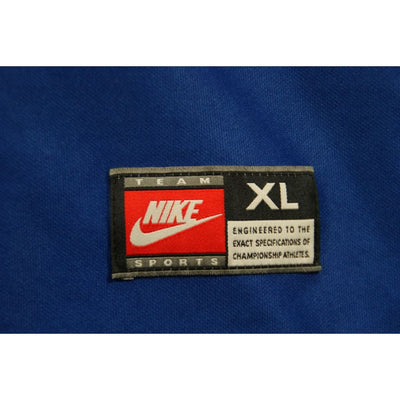 TEAM
NIKE
SPORTS
XL
ENGINEERED TO THE
EXACT SPECIFICATIONS OF
CHAMPIONSHIP ATHLETES.